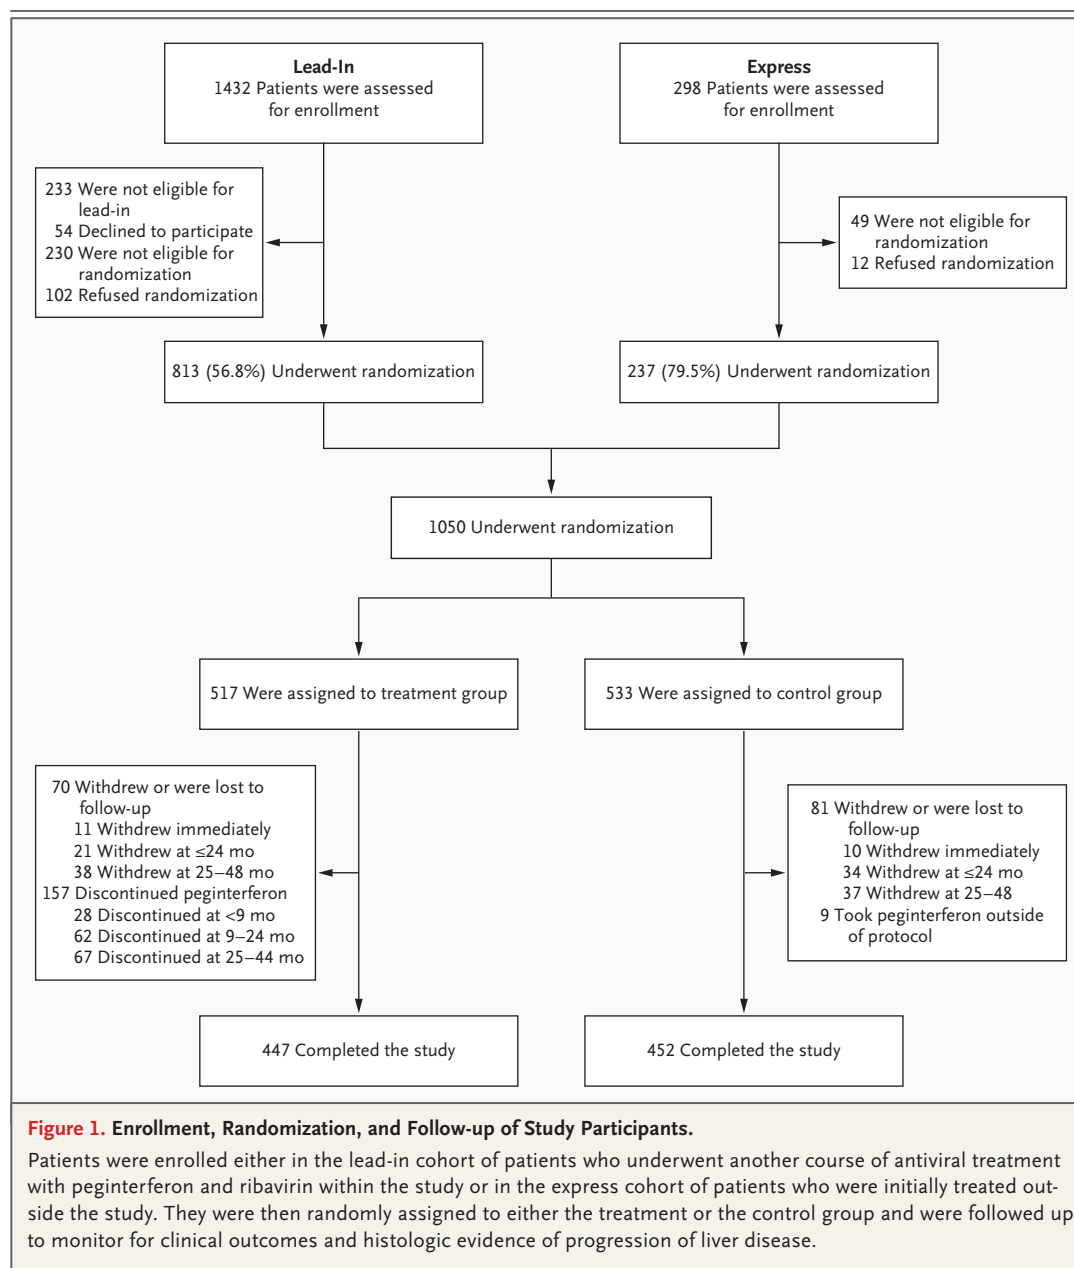 Lead-In
1432 Patients were assessed
for enrollment
Express
298 Patients were assessed
for enrollment
233 Were not eligible for
lead-in
54 Declined to participate
230 Were not eligible for
randomization
102 Refused randomization
49 Were not eligible for
randomization
12 Refused randomization
813 (56.8%) Underwent randomization
237 (79.5%) Underwent randomization
1050 Underwent randomization
517 Were assigned to treatment group
533 Were assigned to control group
70 Withdrew or were lost to
follow-up
11 Withdrew immediately
21 Withdrew at ≤24 mo
38 Withdrew at 25–48 mo
157 Discontinued peginterferon
28 Discontinued at <9 mo
62 Discontinued at 9–24 mo
67 Discontinued at 25–44 mo
81 Withdrew or were lost to
follow-up
10 Withdrew immediately
34 Withdrew at ≤24 mo
37 Withdrew at 25–48
9 Took peginterferon outside
of protocol
447 Completed the study
452 Completed the study
Figure 1. Enrollment, Randomization, and Follow-up of Study Participants.
Patients were enrolled either in the lead-in cohort of patients who underwent another course of antiviral treatment
with peginterferon and ribavirin within the study or in the express cohort of patients who were initially treated out-
side the study. They were then randomly assigned to either the treatment or the control group and were followed up
to monitor for clinical outcomes and histologic evidence of progression of liver disease.